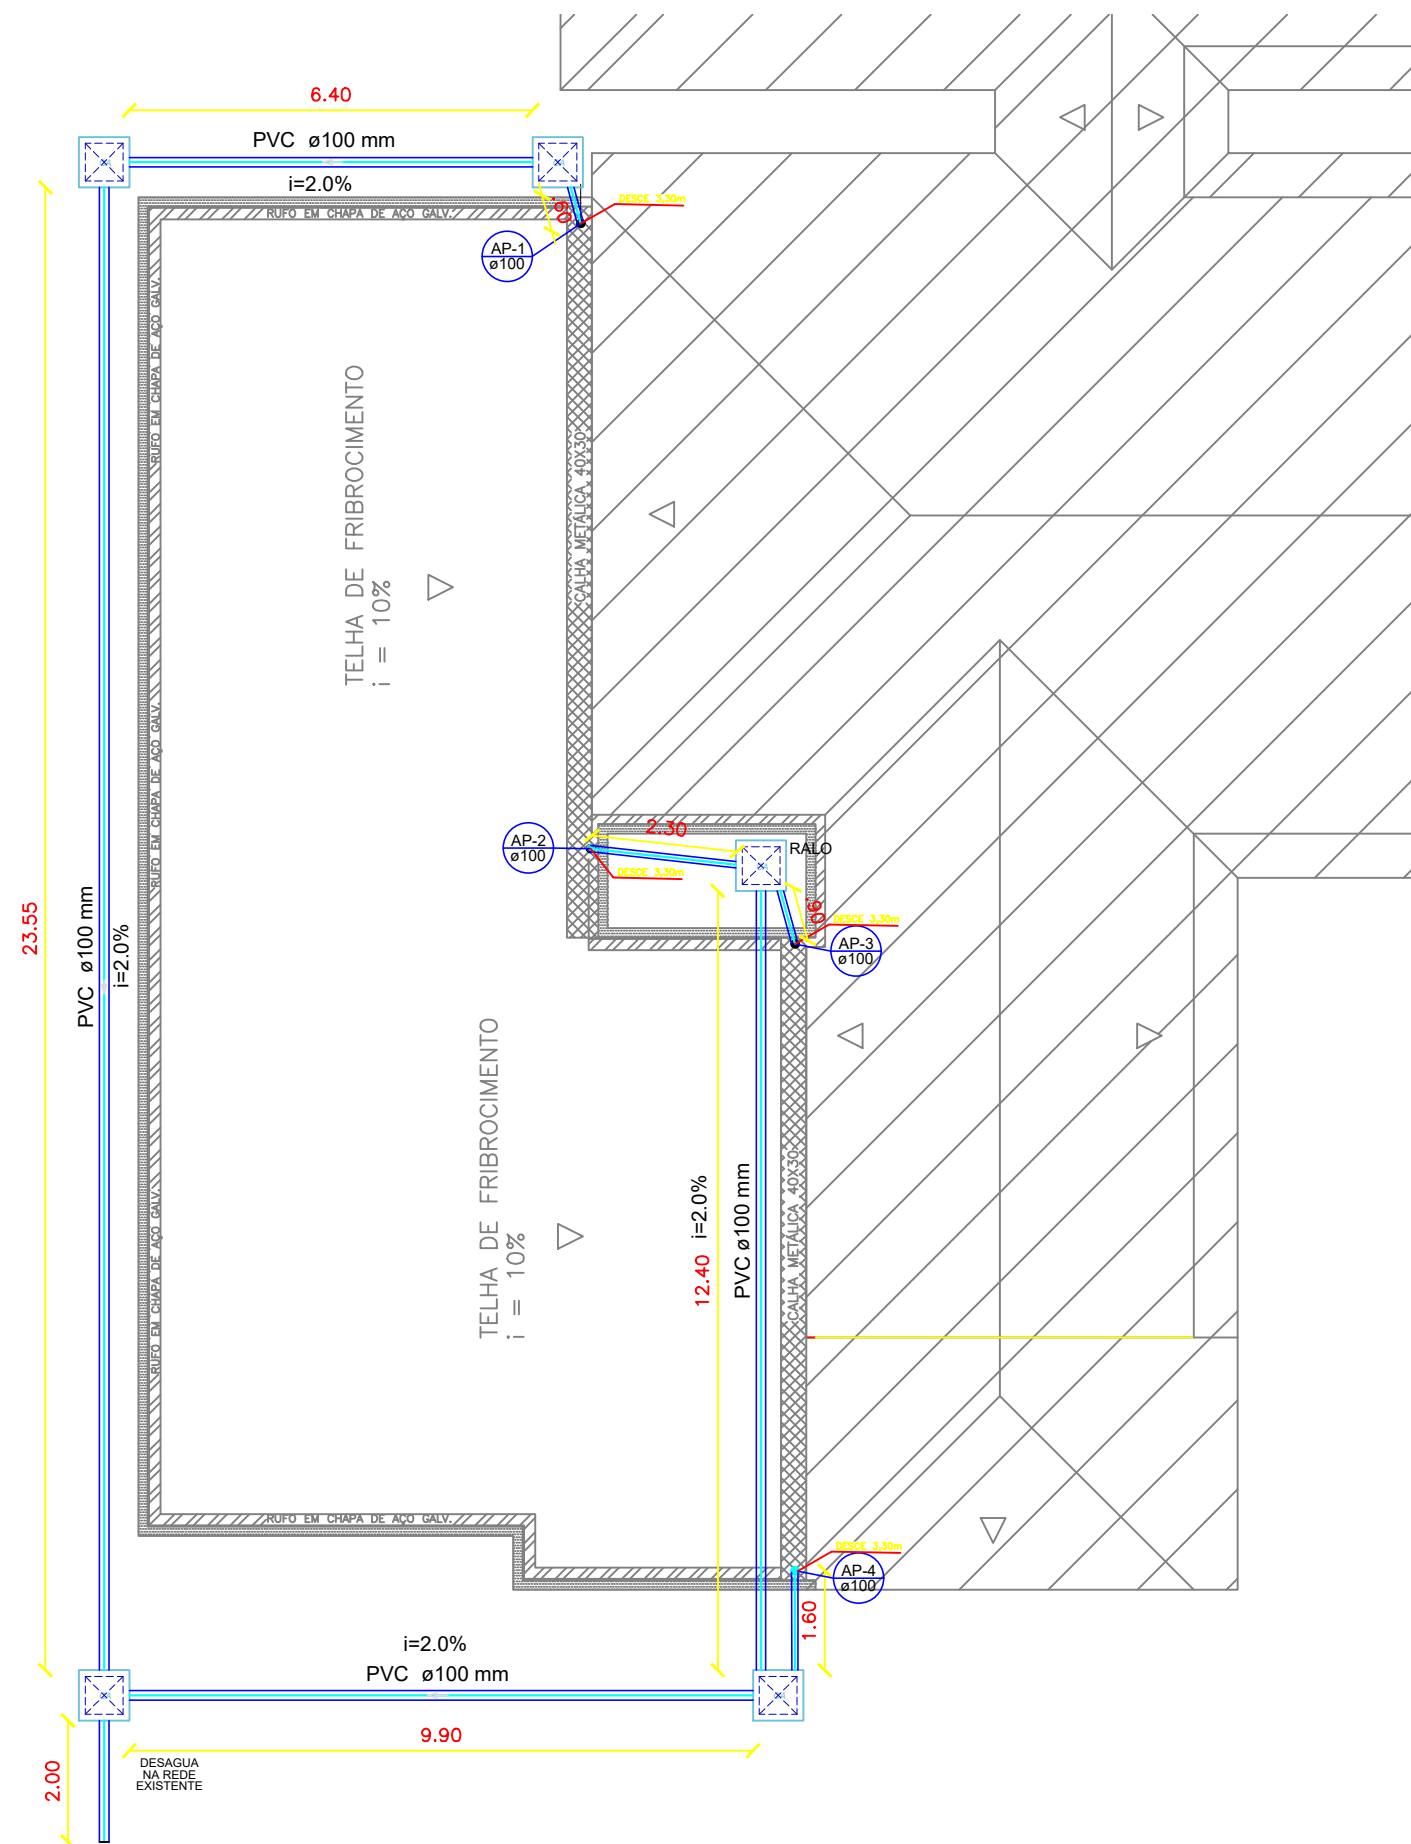 6.40
PVC ø100 mm
i=2.0%
RUFO EM CHAPA DE AÇO GALV.
DESCE 3,30m
.60
AP-1
ø100
RUFO EM CHAPA DE AÇO GALV.
TELHA DE FRIBROCIMENTO
i = 10%
CALHA METÁLICA 40X30
2.30
RALO
AP-2
ø100
DESCE 3,30m
.90
DESCE 3,30m
AP-3
ø100
23.55
PVC ø100 mm
i=2.0%
RUFO EM CHAPA DE AÇO GALV.
TELHA DE FRIBROCIMENTO
i = 10%
12.40
i=2.0%
PVC ø100 mm
CALHA METÁLICA 40X30
RUFO EM CHAPA DE AÇO GALV.
RUFO EM CHAPA DE AÇO GALV.
DESCE 3,30m
AP-4
ø100
1.60
i=2.0%
PVC ø100 mm
9.90
2.00
DESAGUA
NA REDE
EXISTENTE